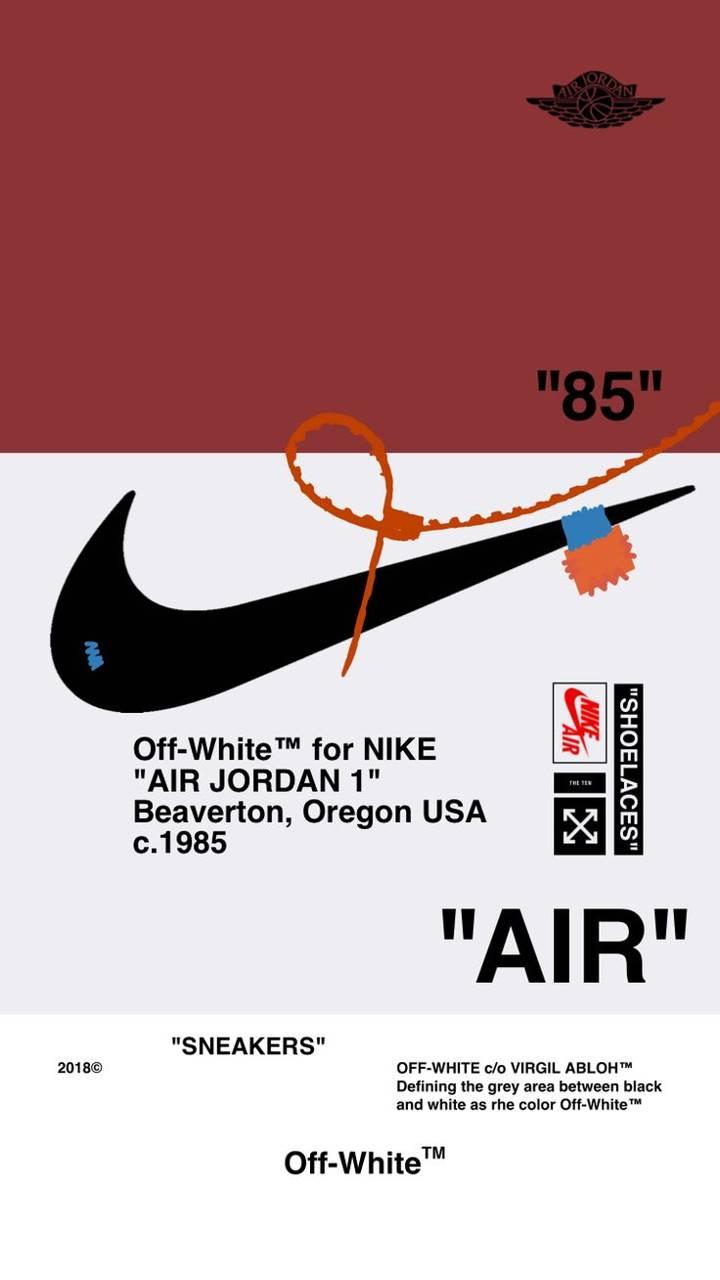 AIR JORDAN
"85"
Off-White™ for NIKE
"AIR JORDAN 1"
Beaverton, Oregon USA
c.1985
NIKE
AIR
THE TEN
"SHOELACES"
"AIR"
"SNEAKERS"
2018©
OFF-WHITE c/o VIRGIL ABLOH™
Defining the grey area between black
and white as rhe color Off-White™
Off-White™